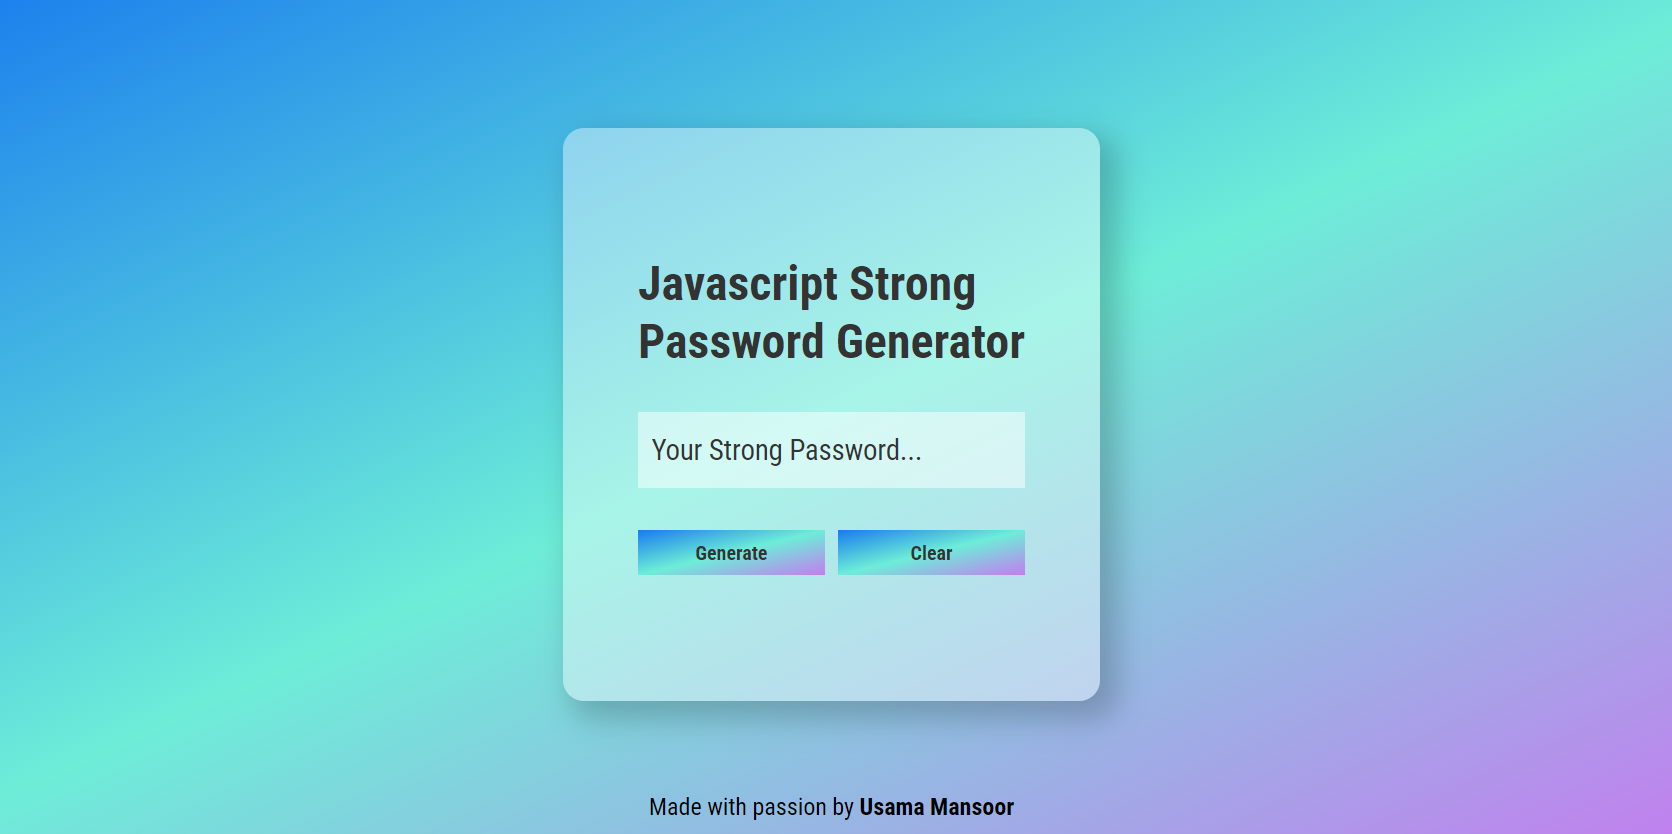 Javascript Strong
Password Generator
Your Strong Password...
Generate
Clear
Made with passion by Usama Mansoor